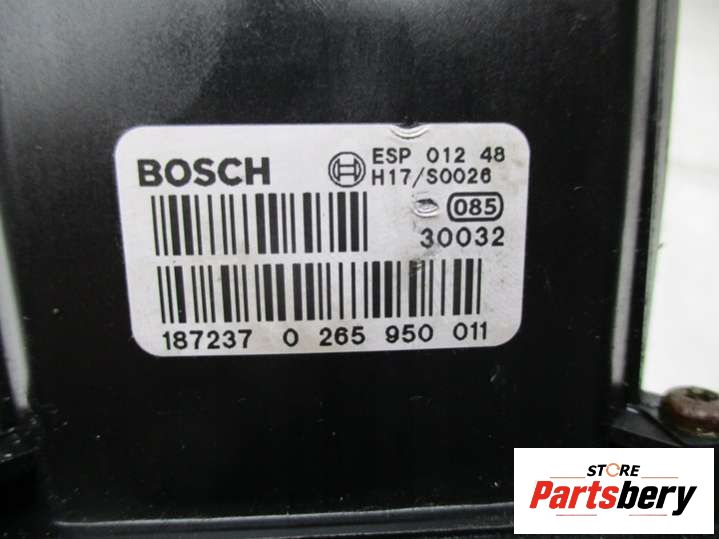 BOSCH
ESP 012 48
H17/S0026
085
30032
187237 0 265 950 011
STORE
Partsbery